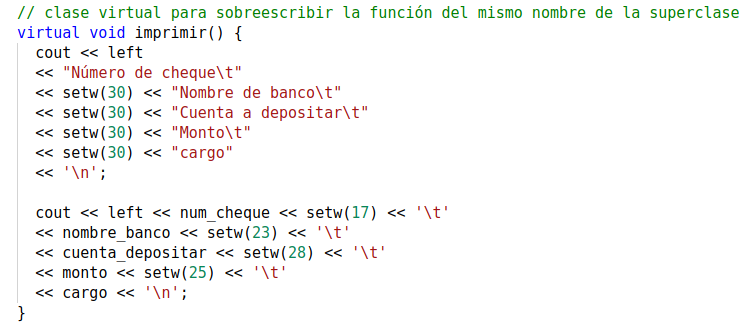 // clase virtual para sobreescribir la función del mismo nombre de la superclase
virtual void imprimir() {
  cout << left
  << "Número de cheque\t"
  << setw(30) << "Nombre de banco\t"
  << setw(30) << "Cuenta a depositar\t"
  << setw(30) << "Monto\t"
  << setw(30) << "cargo"
  << '\n';

  cout << left << num_cheque << setw(17) << '\t'
  << nombre_banco << setw(23) << '\t'
  << cuenta_depositar << setw(28) << '\t'
  << monto << setw(25) << '\t'
  << cargo << '\n';
}